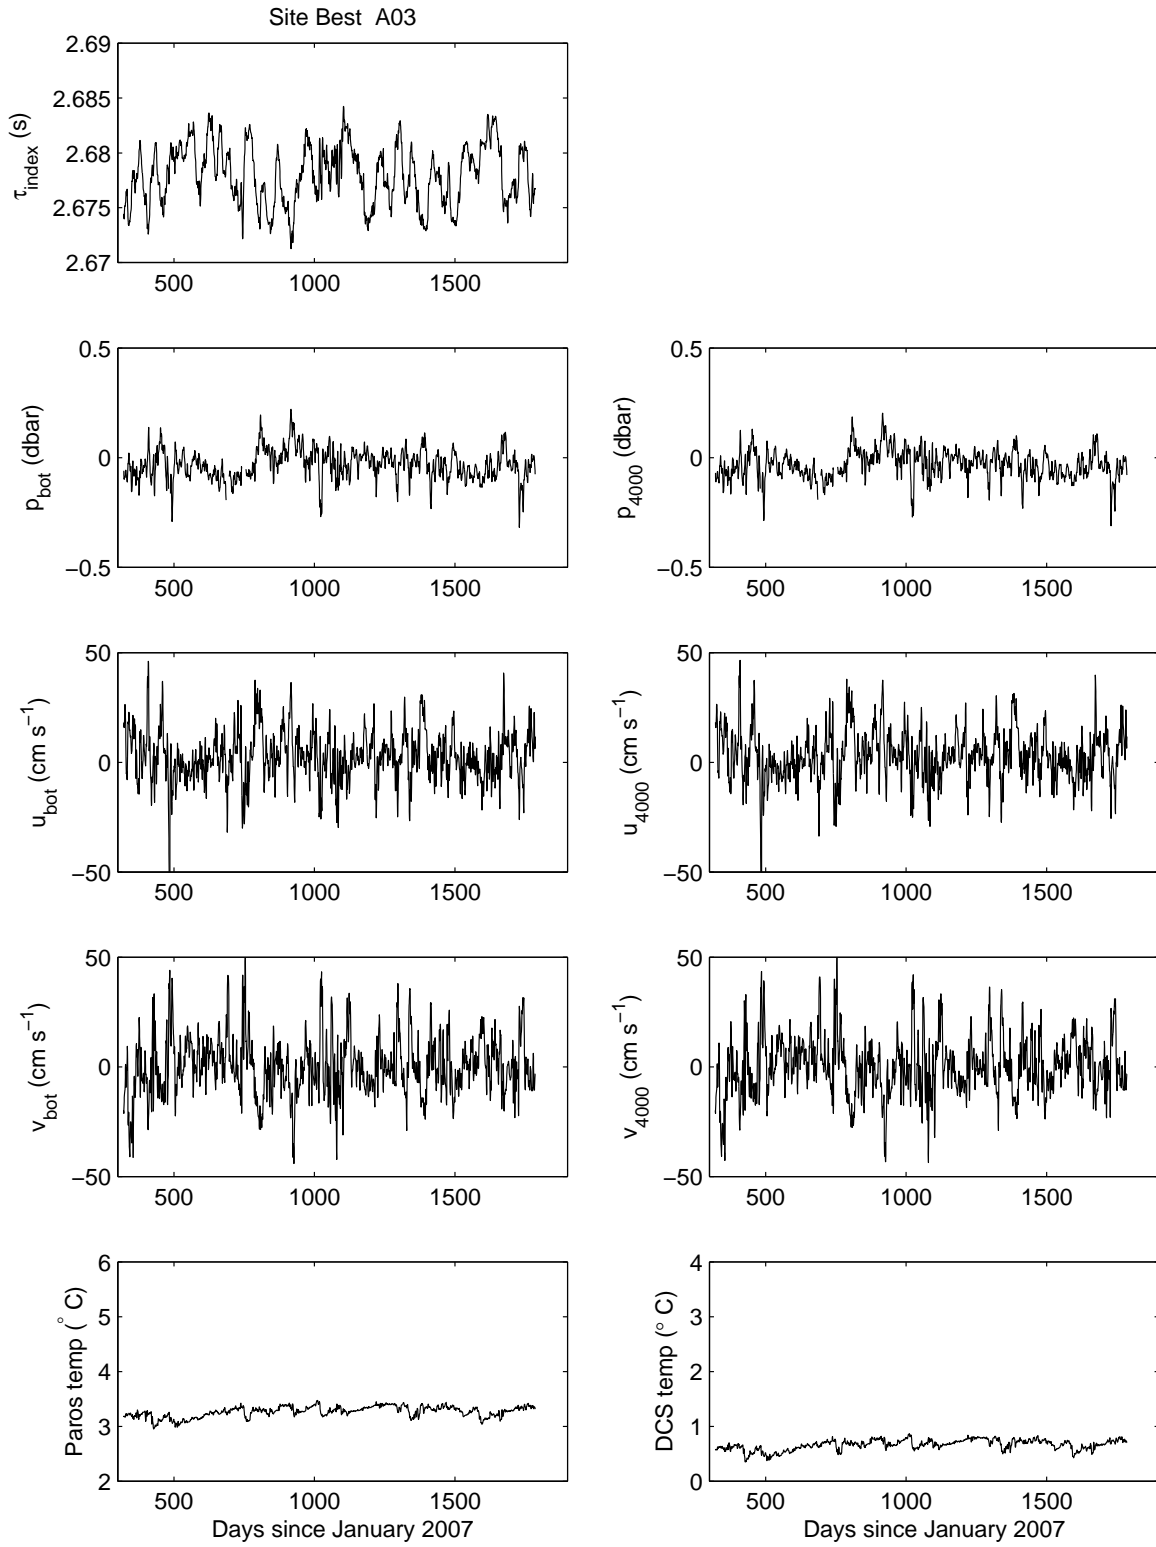 Site Best  A03
2.69
2.685
2.68
2.675
2.67
τindex (s)
500 1000 1500
0.5
0
−0.5
pbot (dbar)
500 1000 1500
0.5
0
−0.5
p4000 (dbar)
500 1000 1500
50
0
−50
ubot (cm s−1)
500 1000 1500
50
0
−50
u4000 (cm s−1)
500 1000 1500
50
0
−50
vbot (cm s−1)
500 1000 1500
50
0
−50
v4000 (cm s−1)
500 1000 1500
6
5
4
3
2
Paros temp (° C)
500 1000 1500
Days since January 2007
4
3
2
1
0
DCS temp (° C)
500 1000 1500
Days since January 2007